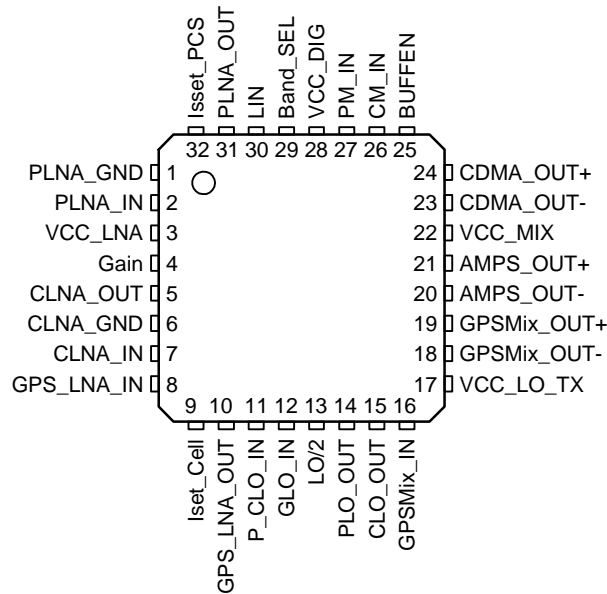 Isset_PCS
PLNA_OUT
LIN
Band_SEL
VCC_DIG
PM_IN
CM_IN
BUFFEN
32 31 30 29 28 27 26 25
PLNA_GND 1
PLNA_IN 2
VCC_LNA 3
Gain 4
CLNA_OUT 5
CLNA_GND 6
CLNA_IN 7
GPS_LNA_IN 8
24 CDMA_OUT+
23 CDMA_OUT-
22 VCC_MIX
21 AMPS_OUT+
20 AMPS_OUT-
19 GPSMix_OUT+
18 GPSMix_OUT-
17 VCC_LO_TX
9 10 11 12 13 14 15 16
Iset_Cell
GPS_LNA_OUT
P_CLO_IN
GLO_IN
LO/2
PLO_OUT
CLO_OUT
GPSMix_IN